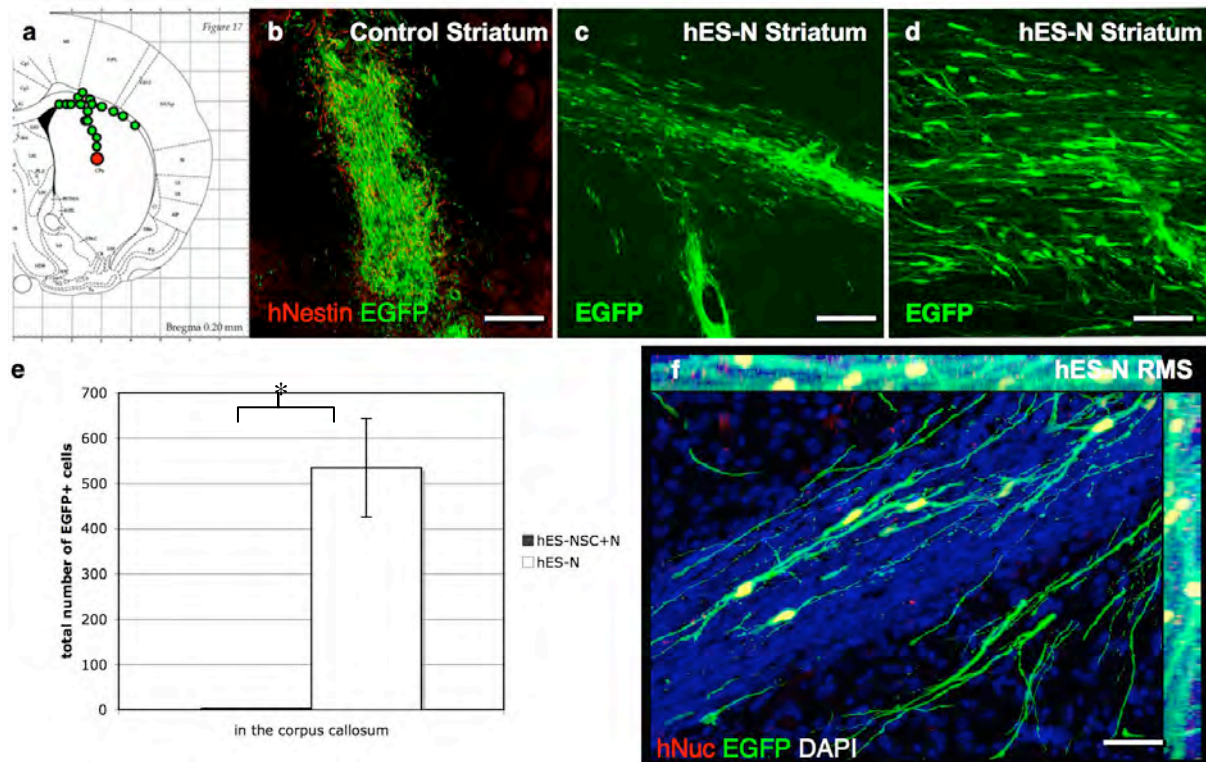 a
Figure 17
CPu
Bregma 0.20 mm
b
Control Striatum
hNestin EGFP
c
hES-N Striatum
EGFP
d
hES-N Striatum
EGFP
e
700
600
500
400
300
200
100
0
*
total number of EGFP+ cells
in the corpus callosum
hES-NSC+N
hES-N
f
hES-N RMS
hNuc EGFP DAPI